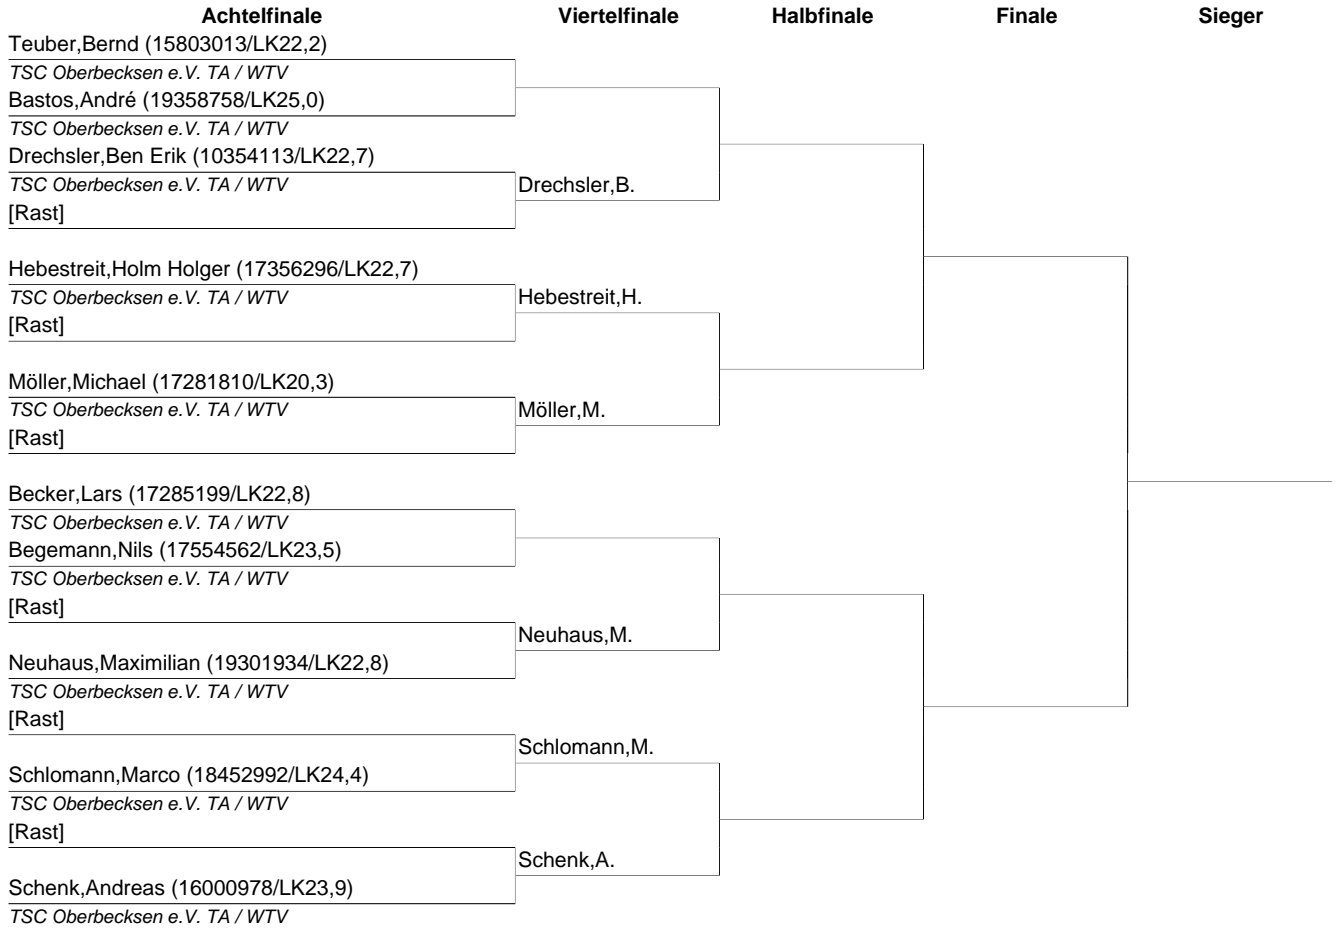 Achtelfinale Viertelfinale Halbfinale Finale Sieger
Teuber,Bernd (15803013/LK22,2)
TSC Oberbecksen e.V. TA / WTV
Bastos,André (19358758/LK25,0)
TSC Oberbecksen e.V. TA / WTV
Drechsler,Ben Erik (10354113/LK22,7)
TSC Oberbecksen e.V. TA / WTV Drechsler,B.
[Rast]
Hebestreit,Holm Holger (17356296/LK22,7)
TSC Oberbecksen e.V. TA / WTV Hebestreit,H.
[Rast]
Möller,Michael (17281810/LK20,3)
TSC Oberbecksen e.V. TA / WTV Möller,M.
[Rast]
Becker,Lars (17285199/LK22,8)
TSC Oberbecksen e.V. TA / WTV
Begemann,Nils (17554562/LK23,5)
TSC Oberbecksen e.V. TA / WTV
[Rast]
Neuhaus,M.
Neuhaus,Maximilian (19301934/LK22,8)
TSC Oberbecksen e.V. TA / WTV
[Rast]
Schlomann,M.
Schlomann,Marco (18452992/LK24,4)
TSC Oberbecksen e.V. TA / WTV
[Rast]
Schenk,A.
Schenk,Andreas (16000978/LK23,9)
TSC Oberbecksen e.V. TA / WTV